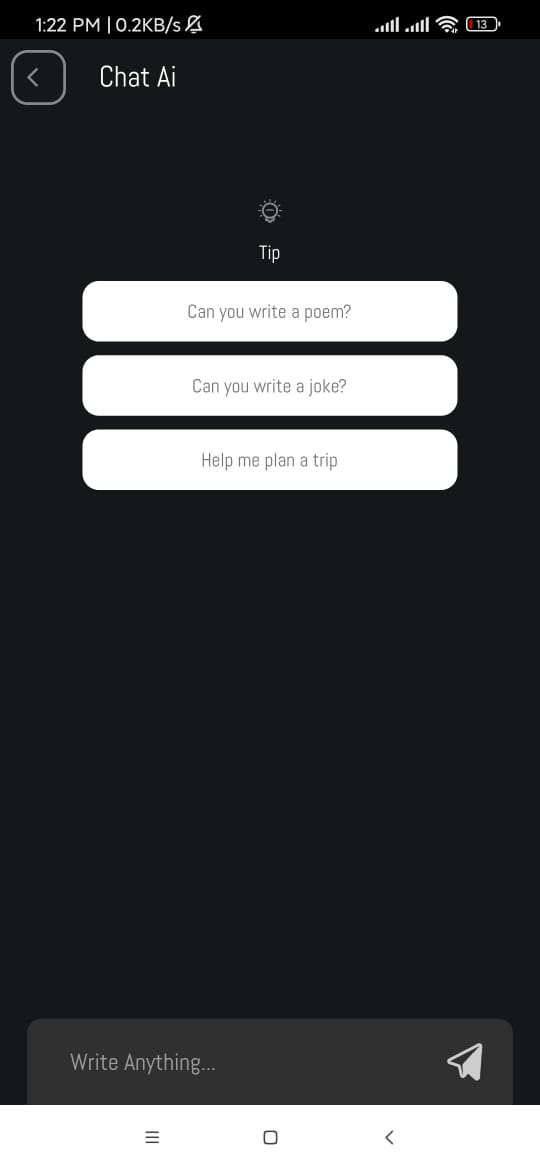 1:22 PM | 0.2KB/s
13
Chat Ai
Tip
Can you write a poem?
Can you write a joke?
Help me plan a trip
Write Anything...